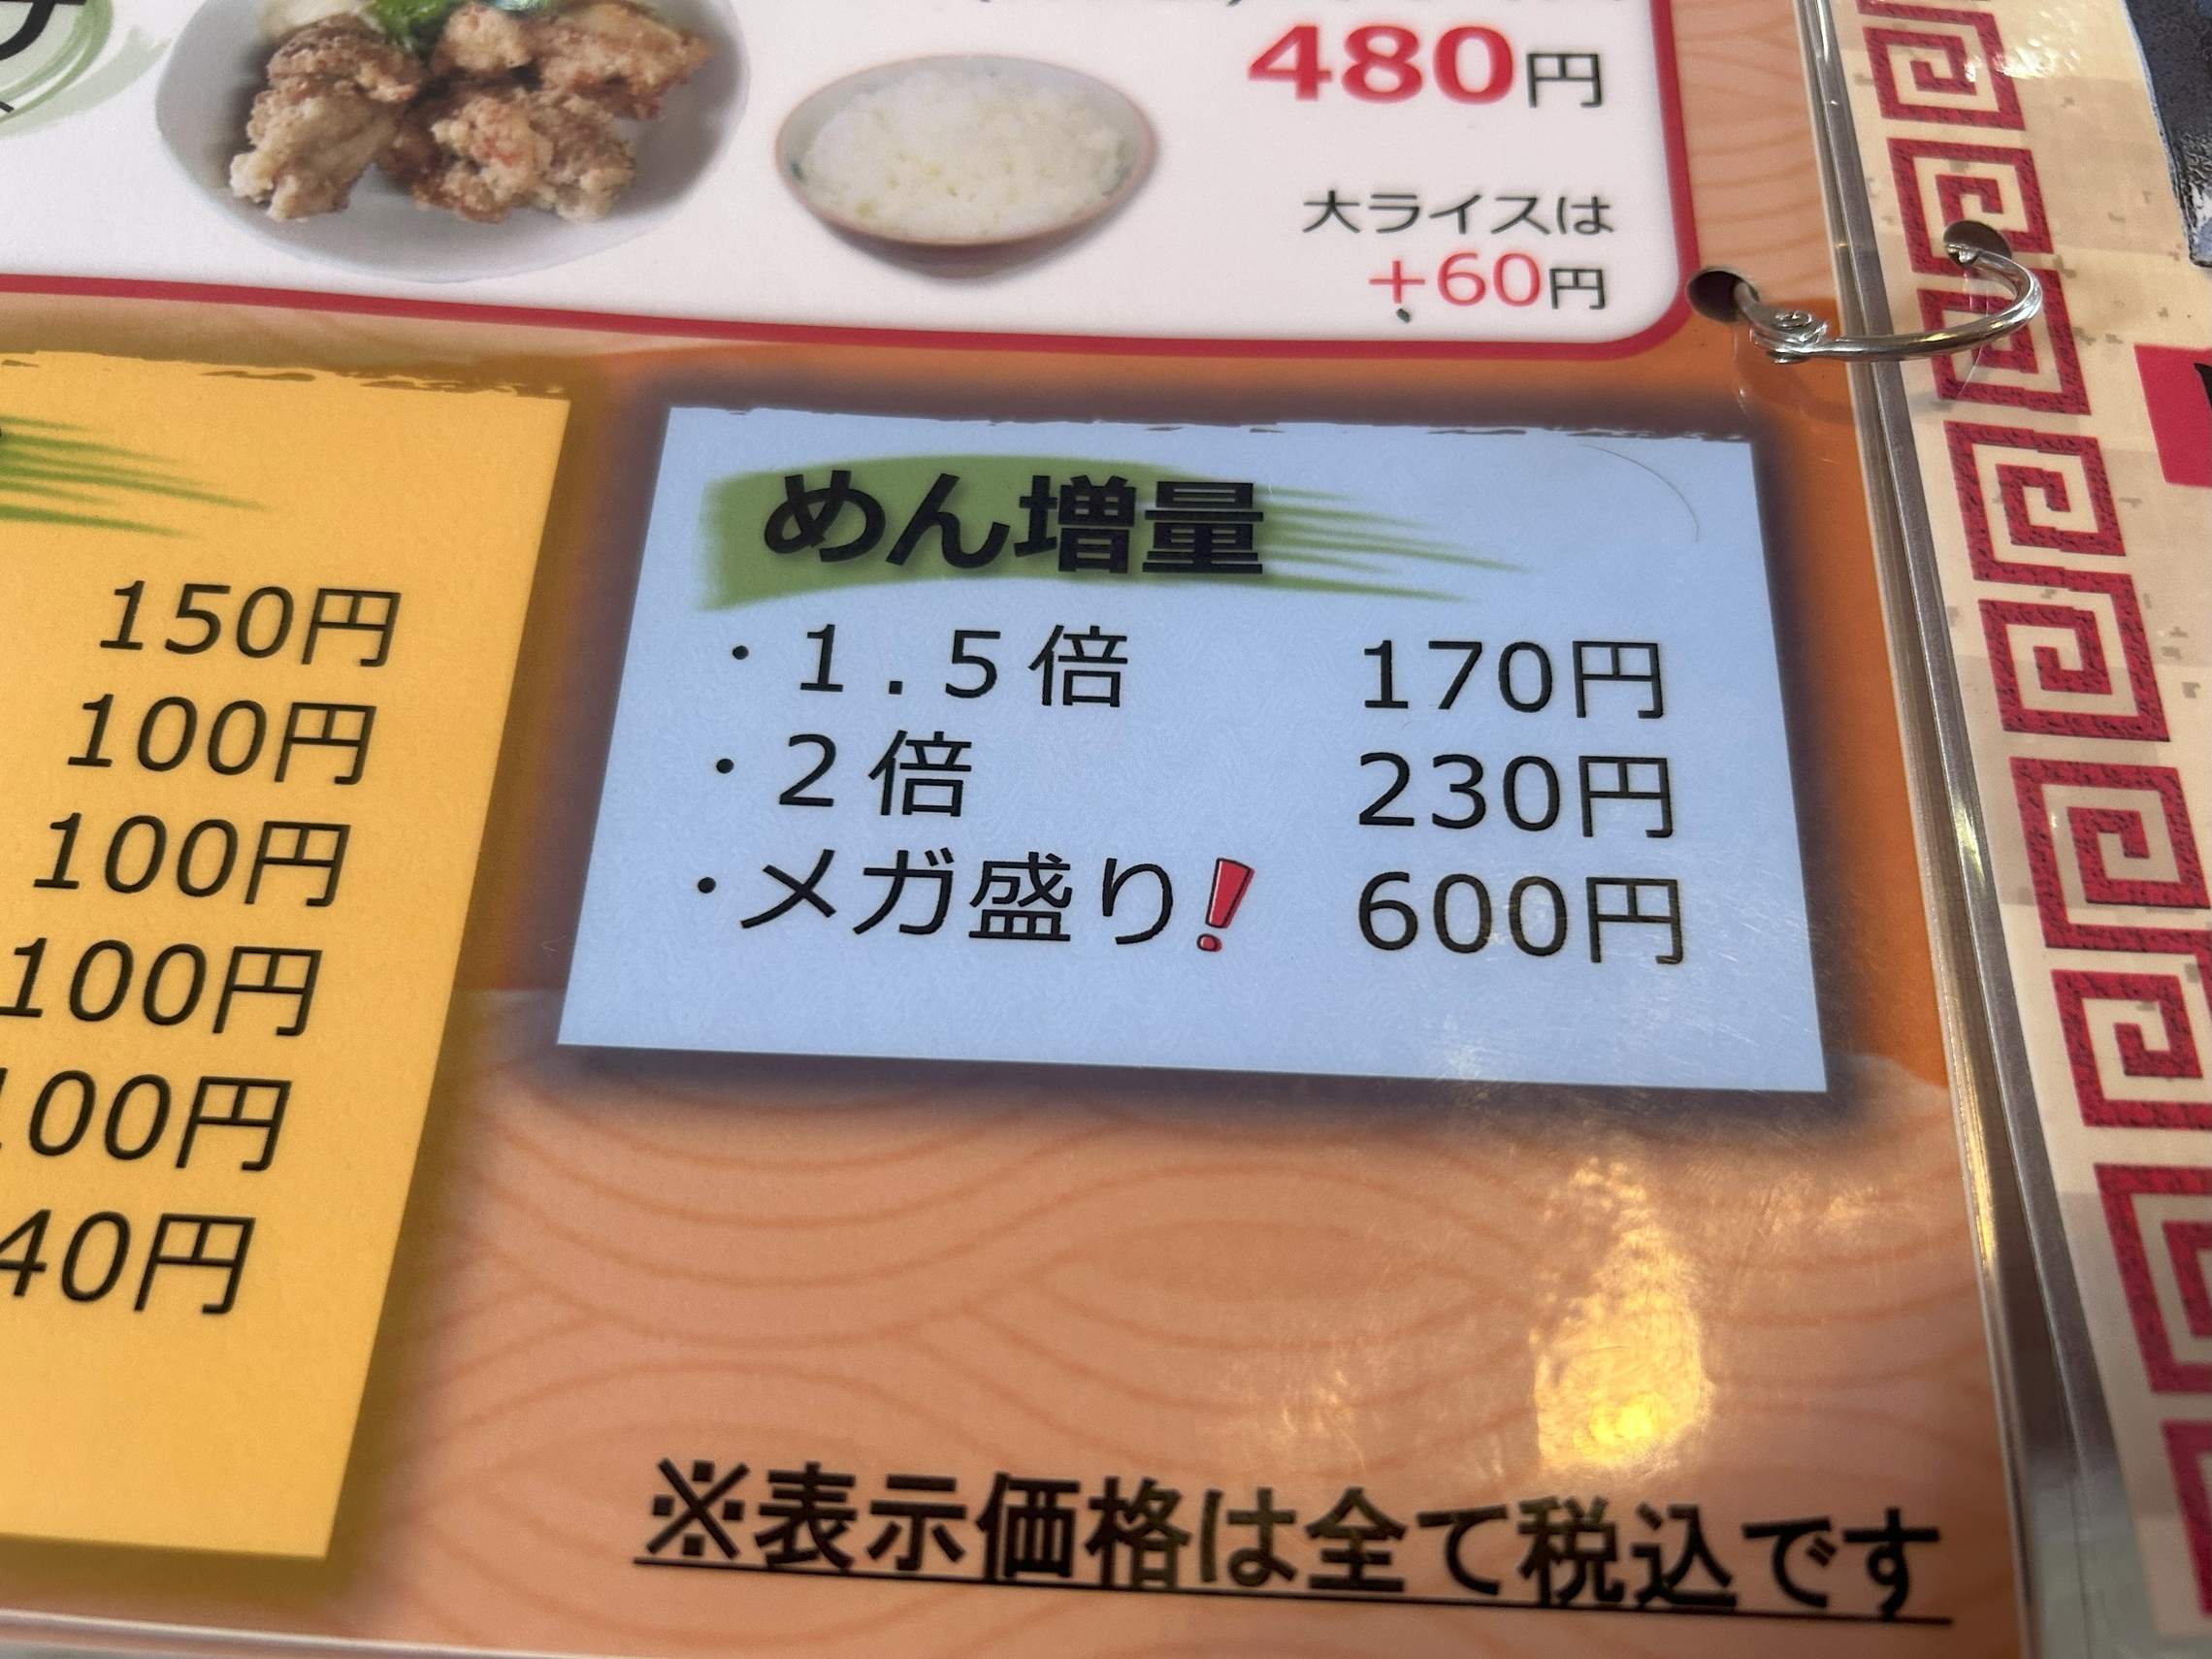 480円
大ライスは
+60円
150円
100円
100円
100円
100円
40円
めん増量
・1.5倍 170円
・2倍 230円
・メガ盛り! 600円
※表示価格は全て税込です